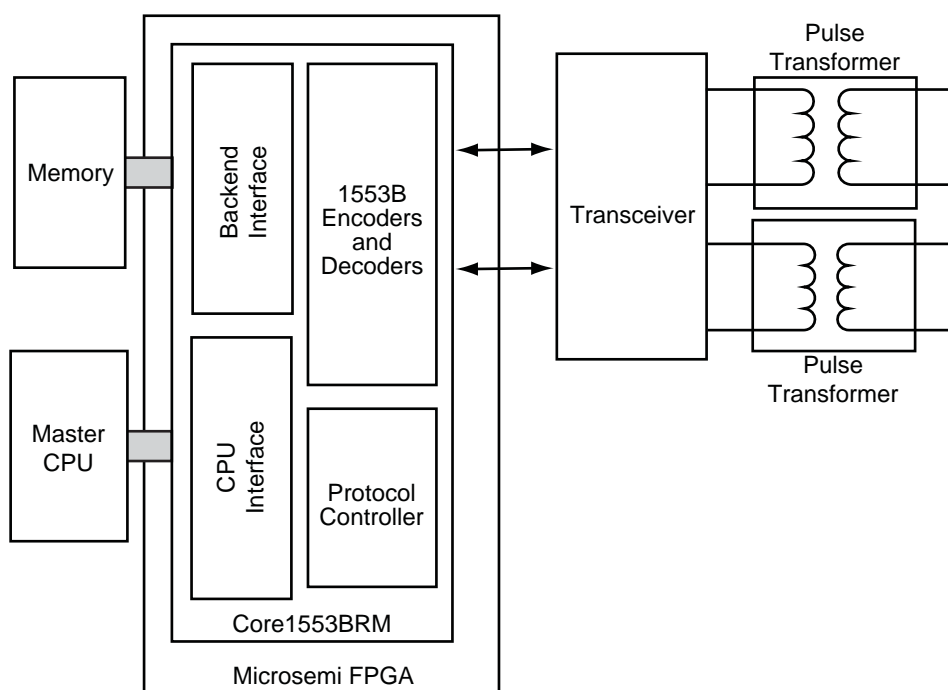 Pulse
Transformer
Memory
Backend
Interface
1553B
Encoders
and
Decoders
Transceiver
Master
CPU
CPU
Interface
Protocol
Controller
Pulse
Transformer
Core1553BRM
Microsemi FPGA